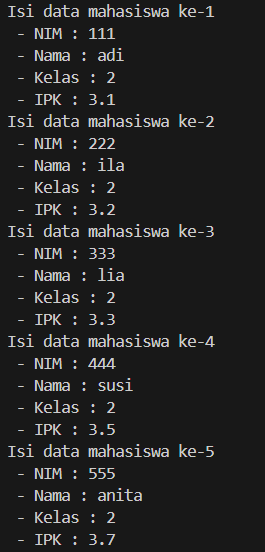 Isi data mahasiswa ke-1
- NIM : 111
- Nama : adi
- Kelas : 2
- IPK : 3.1
Isi data mahasiswa ke-2
- NIM : 222
- Nama : ila
- Kelas : 2
- IPK : 3.2
Isi data mahasiswa ke-3
- NIM : 333
- Nama : lia
- Kelas : 2
- IPK : 3.3
Isi data mahasiswa ke-4
- NIM : 444
- Nama : susi
- Kelas : 2
- IPK : 3.5
Isi data mahasiswa ke-5
- NIM : 555
- Nama : anita
- Kelas : 2
- IPK : 3.7